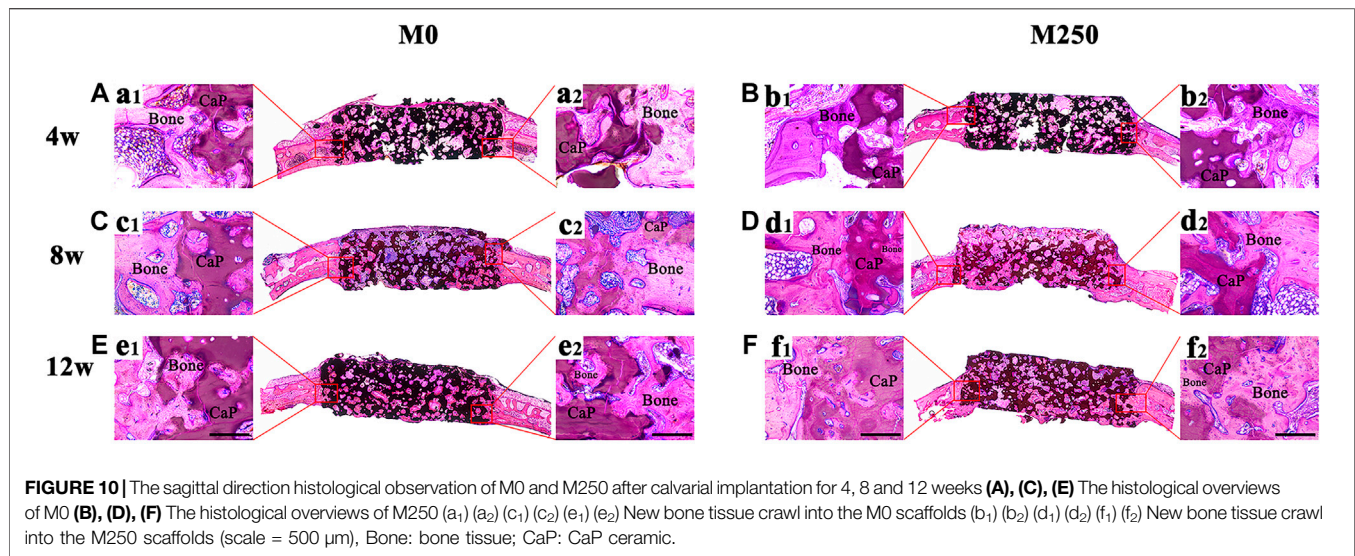 M0 M250
4w
A a1 CaP Bone a2 Bone CaP
B b1 Bone CaP b2 Bone CaP
8w
C c1 Bone CaP c2 CaP Bone
D d1 Bone CaP Bone d2 Bone CaP
12w
E e1 Bone CaP e2 Bone Bone CaP
F f1 Bone CaP f2 CaP Bone Bone
FIGURE 10 | The sagittal direction histological observation of M0 and M250 after calvarial implantation for 4, 8 and 12 weeks (A), (C), (E) The histological overviews
of M0 (B), (D), (F) The histological overviews of M250 (a1) (a2) (c1) (c2) (e1) (e2) New bone tissue crawl into the M0 scaffolds (b1) (b2) (d1) (d2) (f1) (f2) New bone tissue crawl
into the M250 scaffolds (scale = 500 μm), Bone: bone tissue; CaP: CaP ceramic.